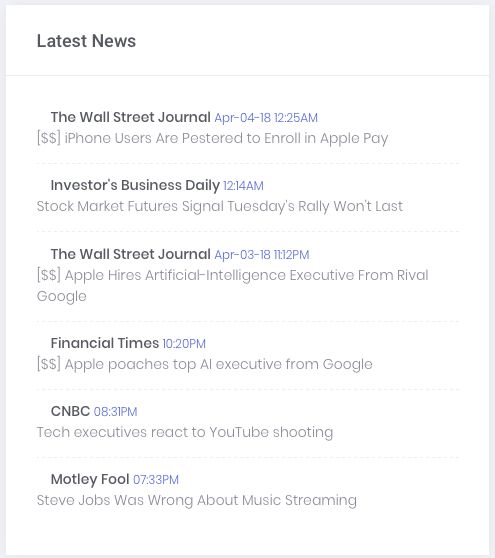 Latest News
The Wall Street Journal Apr-04-18 12:25AM
[$$] iPhone Users Are Pestered to Enroll in Apple Pay
Investor's Business Daily 12:14AM
Stock Market Futures Signal Tuesday's Rally Won't Last
The Wall Street Journal Apr-03-18 11:12PM
[$$] Apple Hires Artificial-Intelligence Executive From Rival
Google
Financial Times 10:20PM
[$$] Apple poaches top AI executive from Google
CNBC 08:31PM
Tech executives react to YouTube shooting
Motley Fool 07:33PM
Steve Jobs Was Wrong About Music Streaming